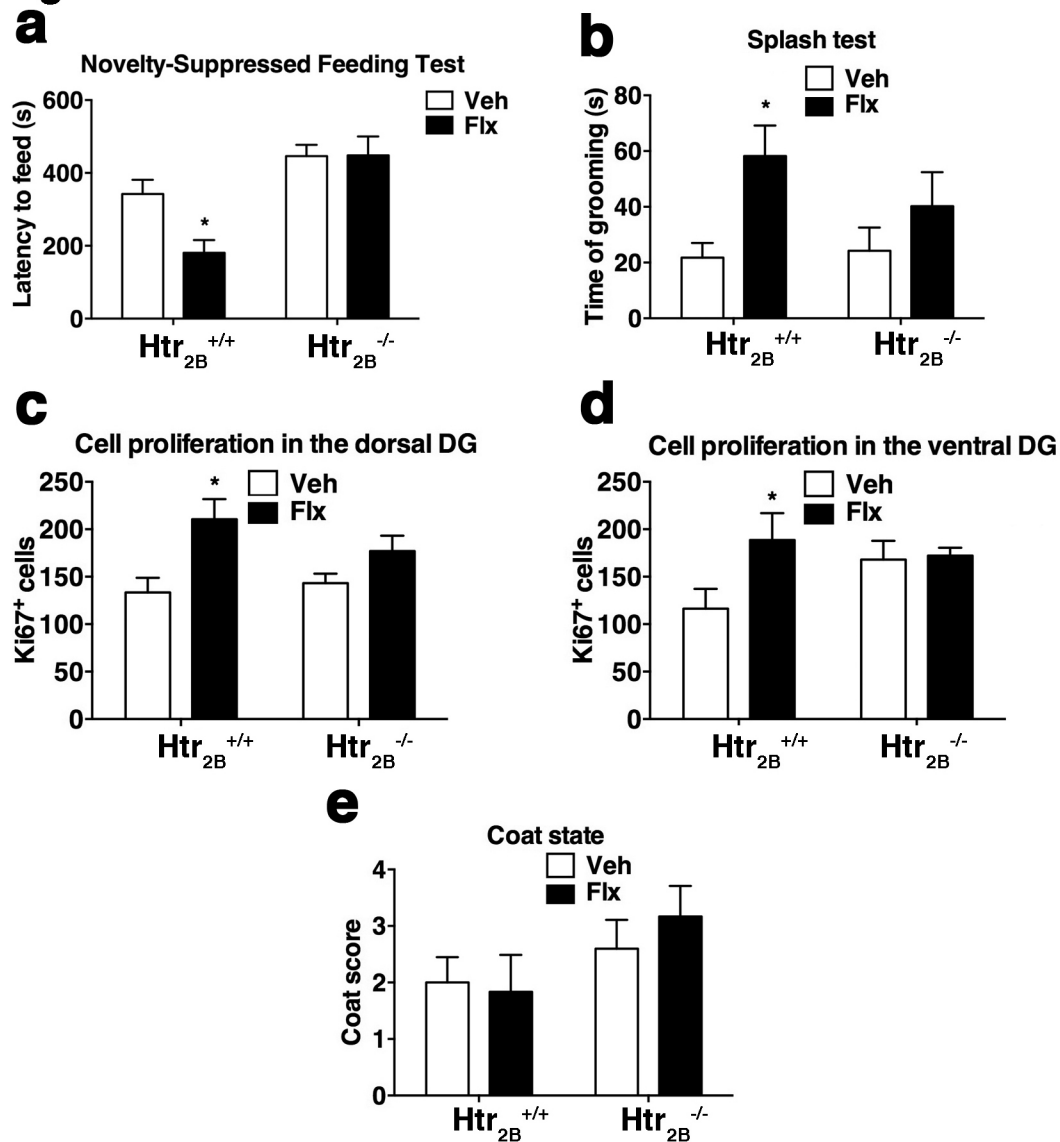 a
Novelty-Suppressed Feeding Test
Veh
Flx
Latency to feed (s)
600
400
200
0
*
Htr2B+/+
Htr2B-/-
b
Splash test
Veh
Flx
Time of grooming (s)
80
60
40
20
0
*
Htr2B+/+
Htr2B-/-
c
Cell proliferation in the dorsal DG
Veh
Flx
Ki67+ cells
250
200
150
100
50
0
*
Htr2B+/+
Htr2B-/-
d
Cell proliferation in the ventral DG
Veh
Flx
Ki67+ cells
250
200
150
100
50
0
*
Htr2B+/+
Htr2B-/-
e
Coat state
Veh
Flx
Coat score
4
3
2
1
0
Htr2B+/+
Htr2B-/-